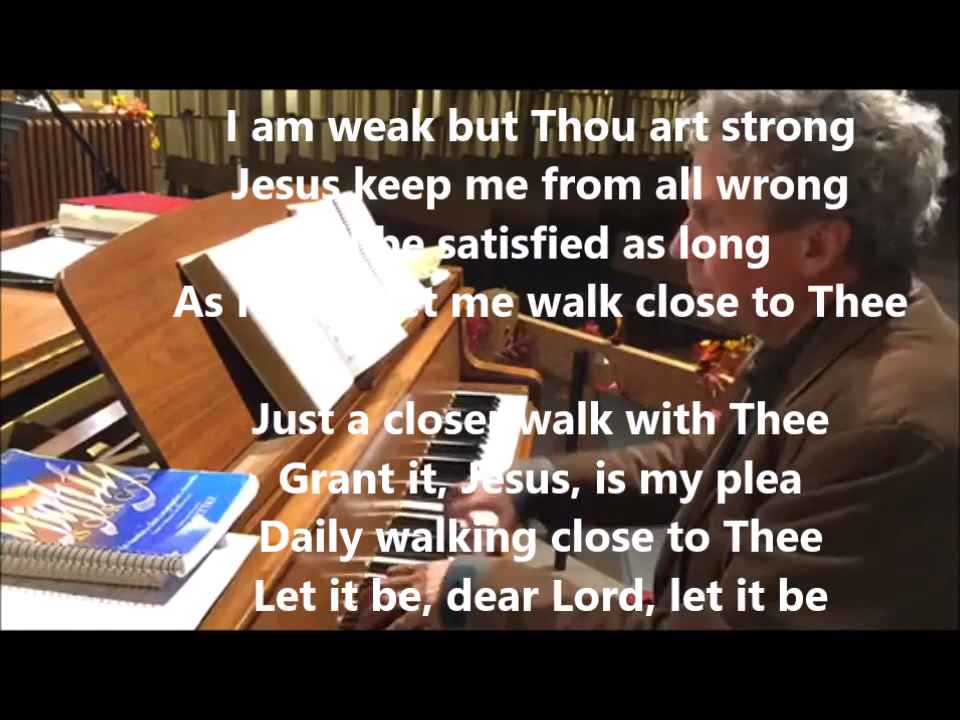 I am weak but Thou art strong
Jesus keep me from all wrong
be satisfied as long
As I me walk close to Thee
Just a closer walk with Thee
Grant it, Jesus, is my plea
Daily walking close to Thee
Let it be, dear Lord, let it be